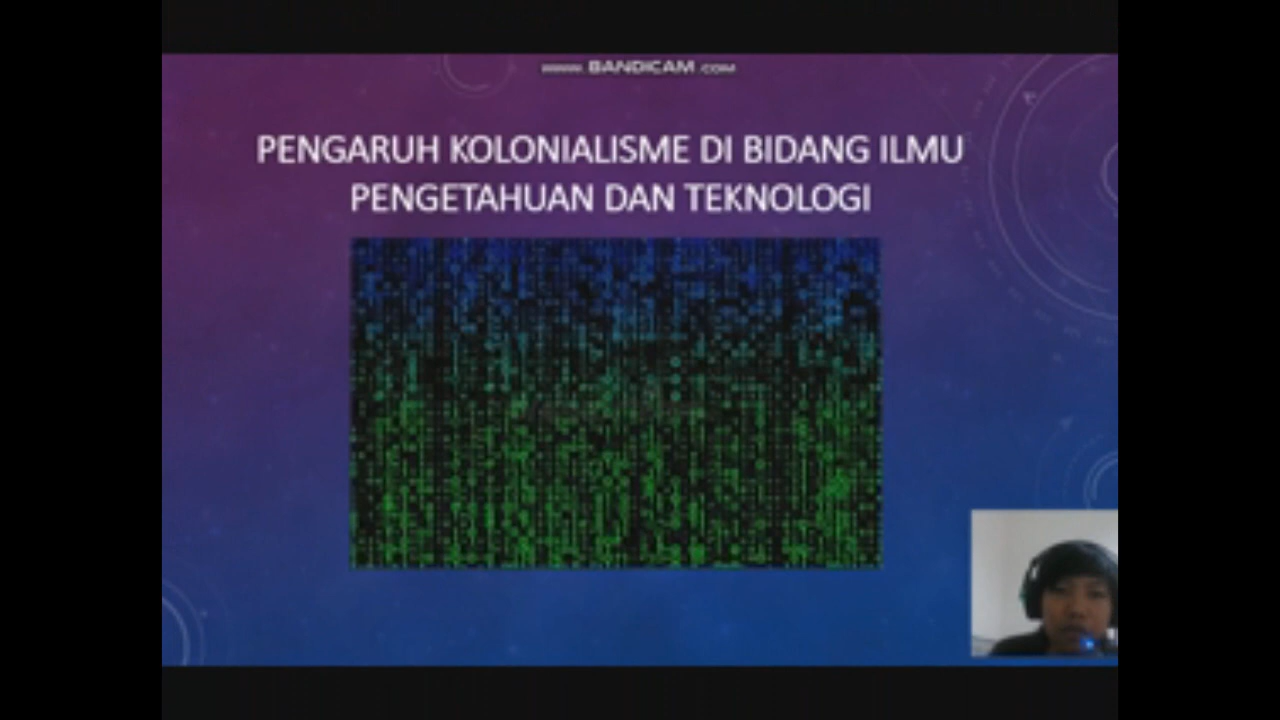 www.BANDICAM.COM
PENGARUH KOLONIALISME DI BIDANG ILMU
PENGETAHUAN DAN TEKNOLOGI